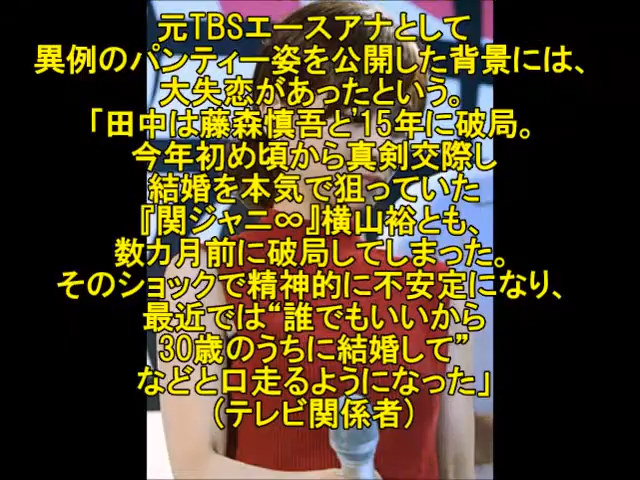 元TBSエースアナとして
異例のパンティー姿を公開した背景には、
大失恋があったという。
「田中は藤森慎吾と'15年に破局。
今年初め頃から真剣交際し
結婚を本気で狙っていた
『関ジャニ∞』横山裕とも、
数カ月前に破局してしまった。
そのショックで精神的に不安定になり、
最近では“誰でもいいから
30歳のうちに結婚して”
などと口走るようになった」
（テレビ関係者）